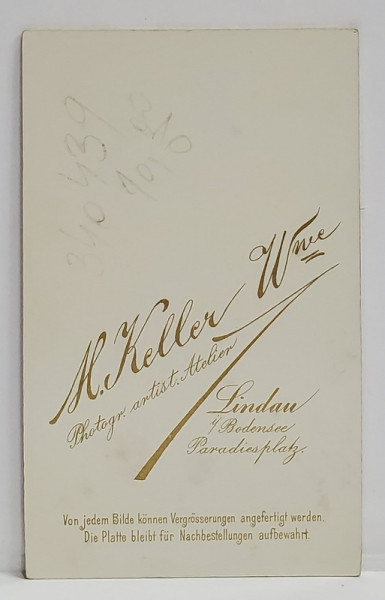 340439
M. Keller Wwe
Photogr. artist. Atelier
Lindau
i/ Bodensee
Paradiesplatz.
Von jedem Bilde können Vergrösserungen angefertigt werden.
Die Platte bleibt für Nachbestellungen aufbewahrt.